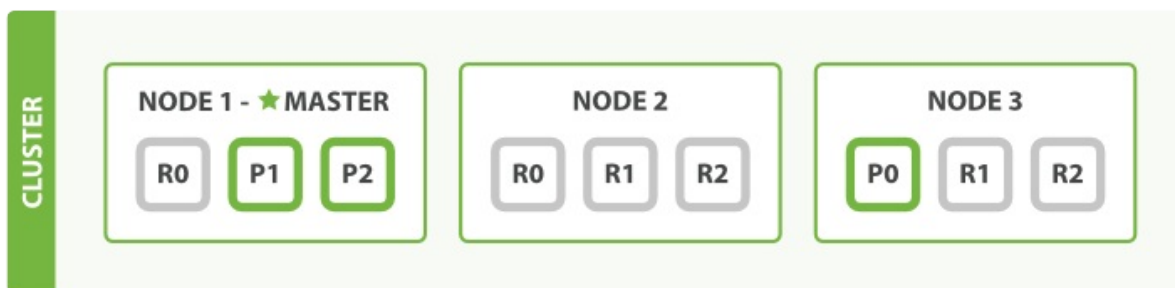 CLUSTER
NODE 1 - ★ MASTER
R0 P1 P2
NODE 2
R0 R1 R2
NODE 3
P0 R1 R2